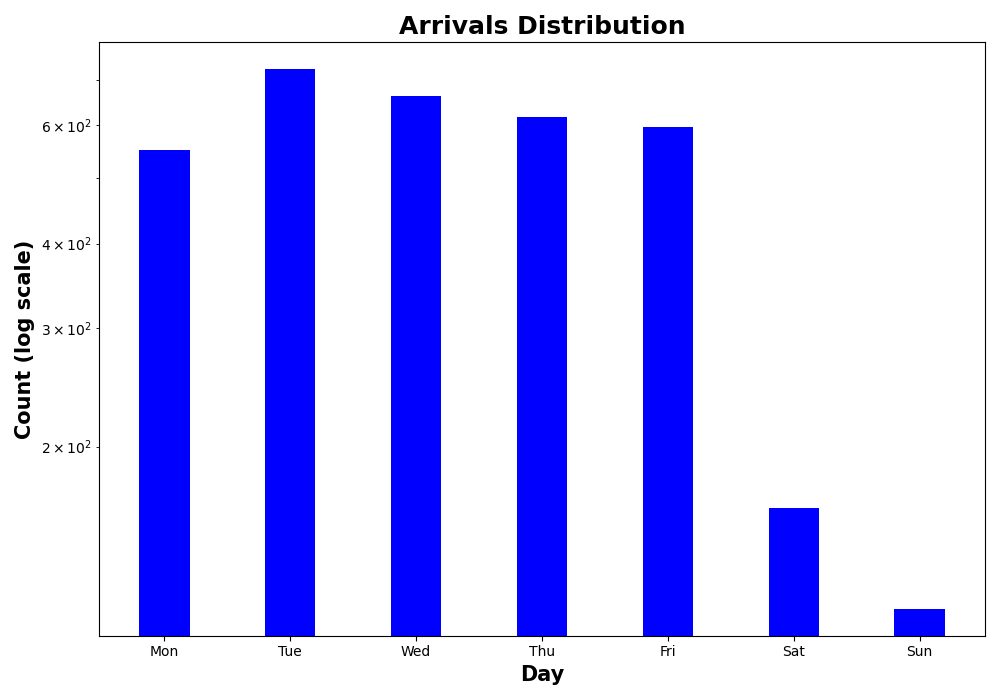 Arrivals Distribution
6 × 10²
4 × 10²
3 × 10²
2 × 10²
Count (log scale)
Mon Tue Wed Thu Fri Sat Sun
Day